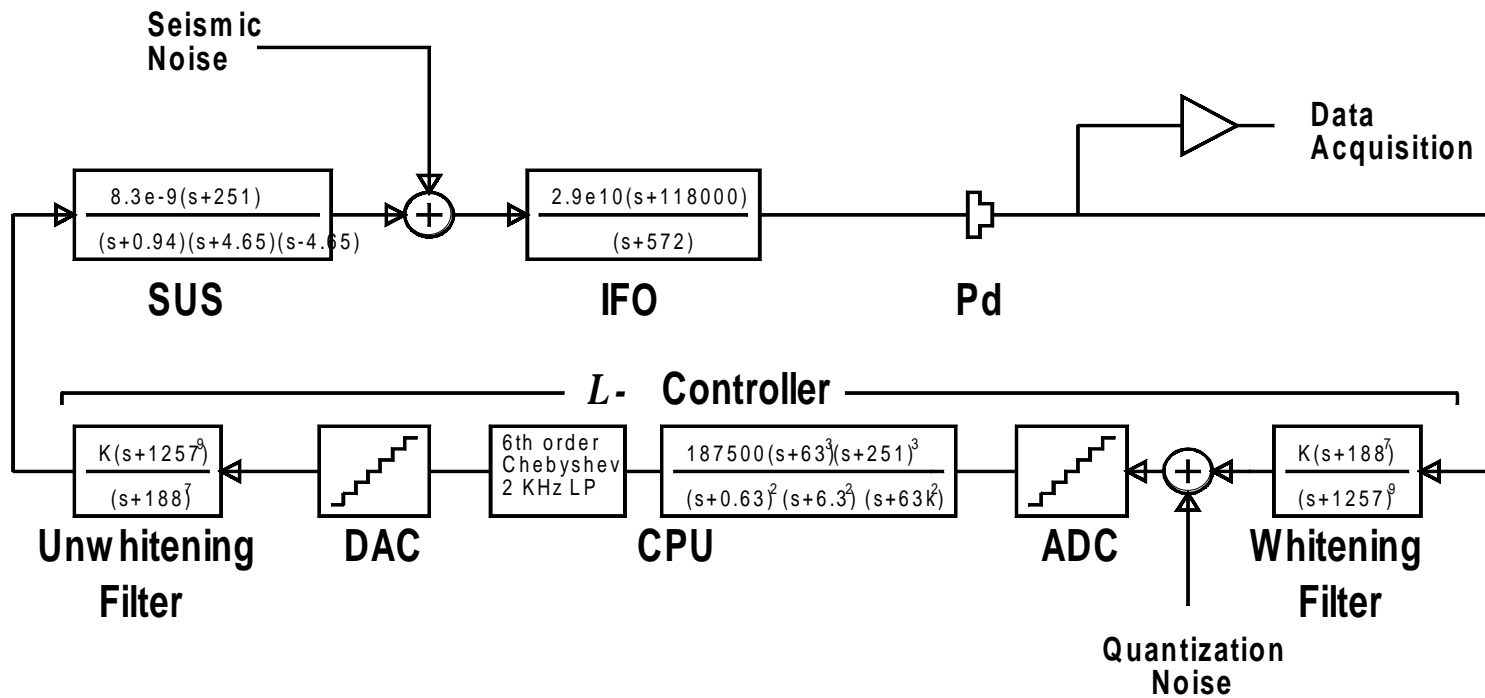 Seismic
Noise
Data
Acquisition
8.3e-9(s+251)
(s+0.94)(s+4.65)(s-4.65)
SUS
+
2.9e10(s+118000)
(s+572)
IFO
Pd
L- Controller
K(s+1257)⁹
(s+188)⁷
Unwhitening
Filter
DAC
6th order
Chebyshev
2 KHz LP
187500(s+63)³(s+251)³
(s+0.63)² (s+6.3)² (s+63k)²
CPU
ADC
+
K(s+188)⁷
(s+1257)⁹
Whitening
Filter
Quantization
Noise